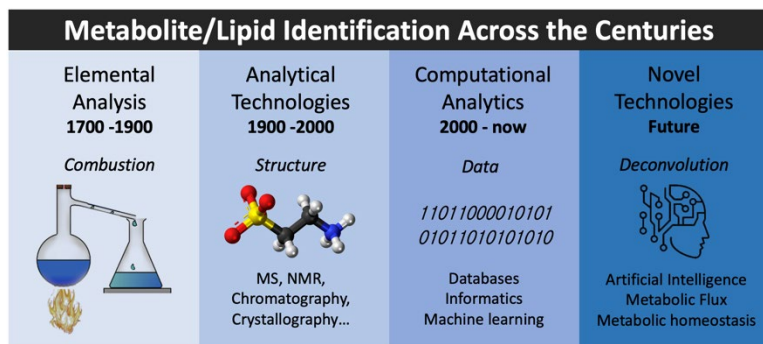 Metabolite/Lipid Identification Across the Centuries
Elemental
Analysis
1700 -1900
Combustion
Analytical
Technologies
1900 -2000
Structure
MS, NMR,
Chromatography,
Crystallography...
Computational
Analytics
2000 - now
Data
11011000010101
01011010101010
Databases
Informatics
Machine learning
Novel
Technologies
Future
Deconvolution
Artificial Intelligence
Metabolic Flux
Metabolic homeostasis